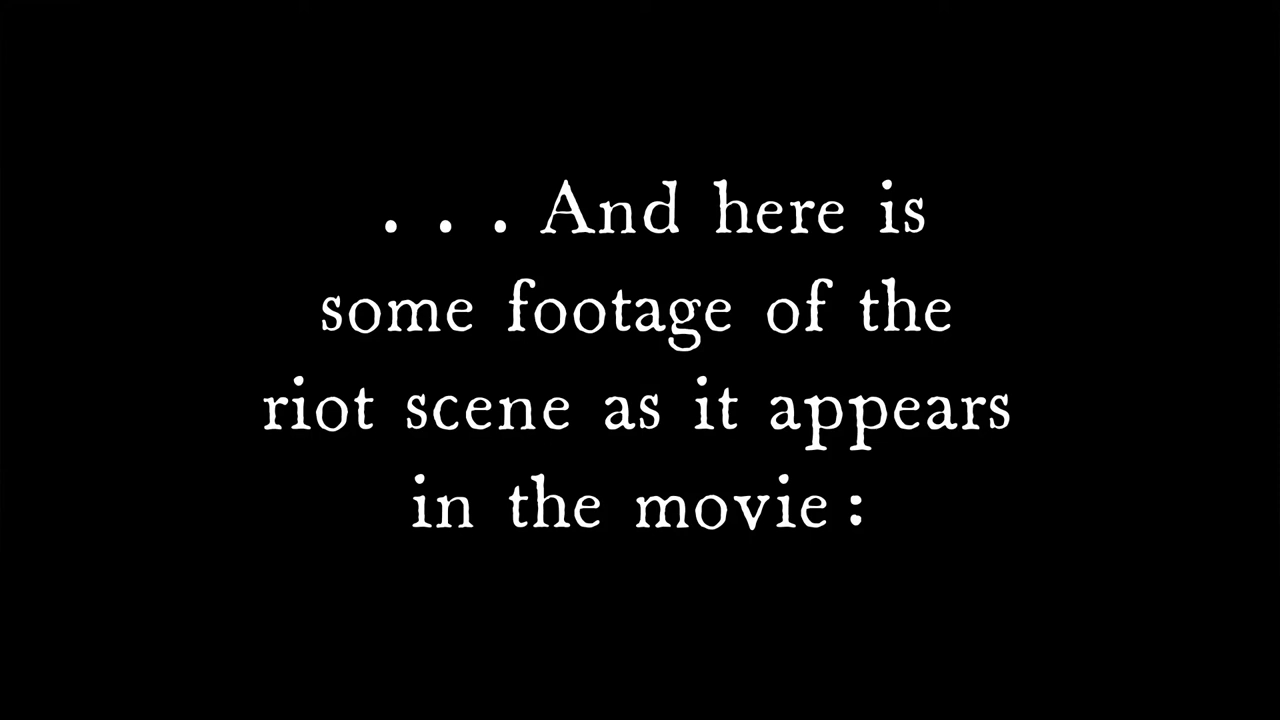 . . . And here is
some footage of the
riot scene as it appears
in the movie :